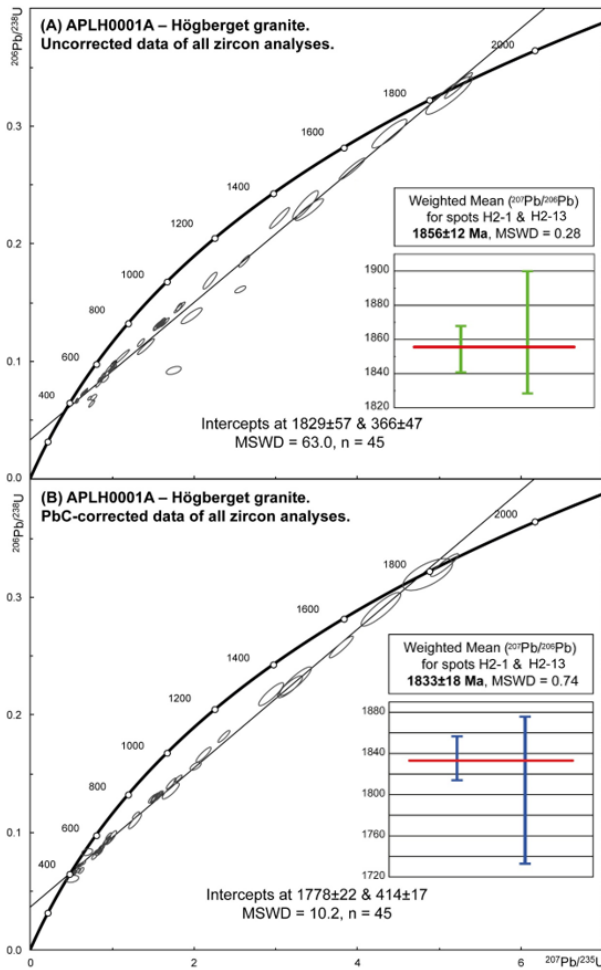 (A) APLH0001A – Högberget granite.
Uncorrected data of all zircon analyses.
²⁰⁶Pb/²³⁸U
0.3
0.2
0.1
0.0
400
600
800
1000
1200
1400
1600
1800
2000
Weighted Mean (²⁰⁷Pb/²⁰⁶Pb)
for spots H2-1 & H2-13
1856±12 Ma, MSWD = 0.28
1900
1880
1860
1840
1820
Intercepts at 1829±57 & 366±47
MSWD = 63.0, n = 45
(B) APLH0001A – Högberget granite.
PbC-corrected data of all zircon analyses.
²⁰⁶Pb/²³⁸U
0.3
0.2
0.1
0.0
400
600
800
1000
1200
1400
1600
1800
2000
Weighted Mean (²⁰⁷Pb/²⁰⁶Pb)
for spots H2-1 & H2-13
1833±18 Ma, MSWD = 0.74
1880
1840
1800
1760
1720
Intercepts at 1778±22 & 414±17
MSWD = 10.2, n = 45
0
2
4
6
²⁰⁷Pb/²³⁵U